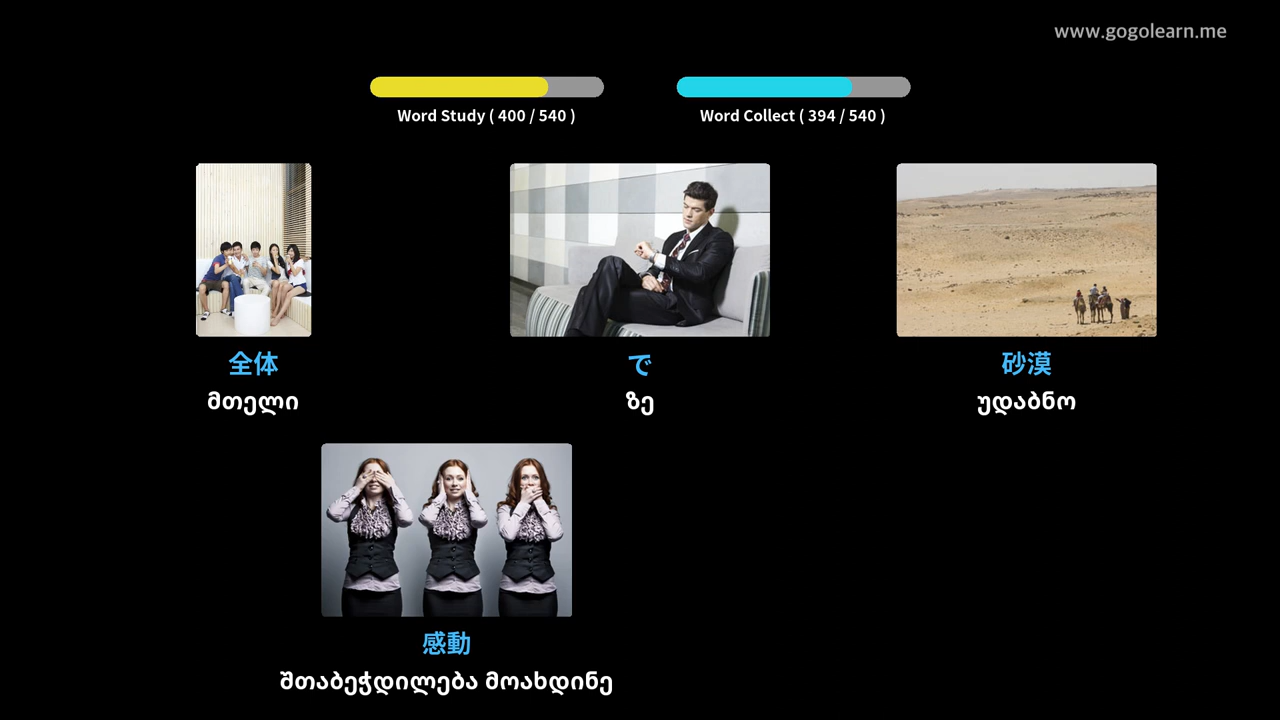 www.gogolearn.me
Word Study ( 400 / 540 )
Word Collect ( 394 / 540 )
全体
で
砂漠
მთელი
ზე
უდაბნო
感動
შთაბეჭდილება მოახდინე